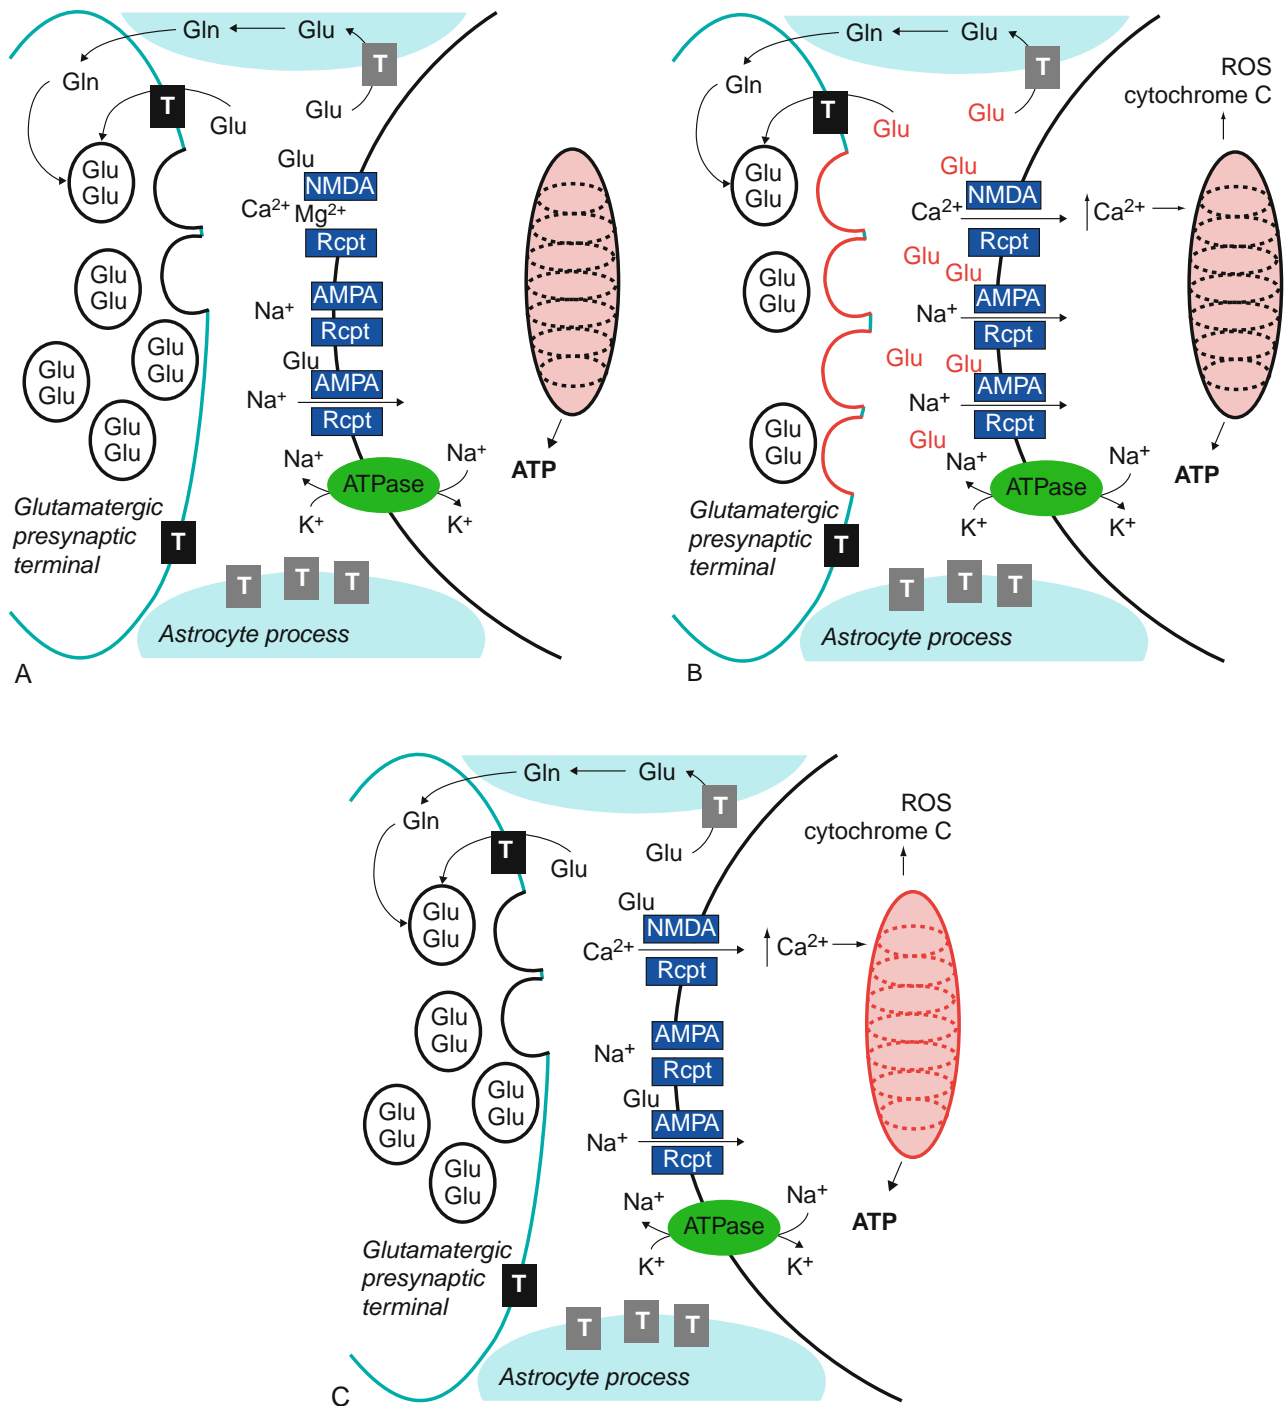 Gln
Glu
T
Gln
T
Glu
Glu
Glu
Glu
Glu
Glu
NMDA
Ca2+
Mg2+
Rcpt
Glu
Glu
AMPA
Na+
Rcpt
Glu
Glu
Glu
Glu
Glu
AMPA
Na+
Rcpt
Glu
Glu
Na+
Na+
ATPase
K+
K+
ATP
Glutamatergic
presynaptic
terminal
T
T
T
T
Astrocyte process
A
Gln
Glu
T
Gln
T
Glu
Glu
ROS
cytochrome C
Glu
Glu
Glu
NMDA
Ca2+
Ca2+
Rcpt
Glu
Glu
Glu
Glu
AMPA
Na+
Rcpt
Glu
Glu
AMPA
Na+
Rcpt
Glu
Glu
Glu
Na+
Na+
ATPase
K+
K+
ATP
Glutamatergic
presynaptic
terminal
T
T
T
T
Astrocyte process
B
Gln
Glu
T
Gln
T
Glu
Glu
ROS
cytochrome C
Glu
Glu
Glu
NMDA
Ca2+
Ca2+
Rcpt
Glu
Glu
AMPA
Na+
Rcpt
Glu
Glu
Glu
Glu
Glu
AMPA
Na+
Rcpt
Glu
Glu
Na+
Na+
ATPase
K+
K+
ATP
Glutamatergic
presynaptic
terminal
T
T
T
T
Astrocyte process
C